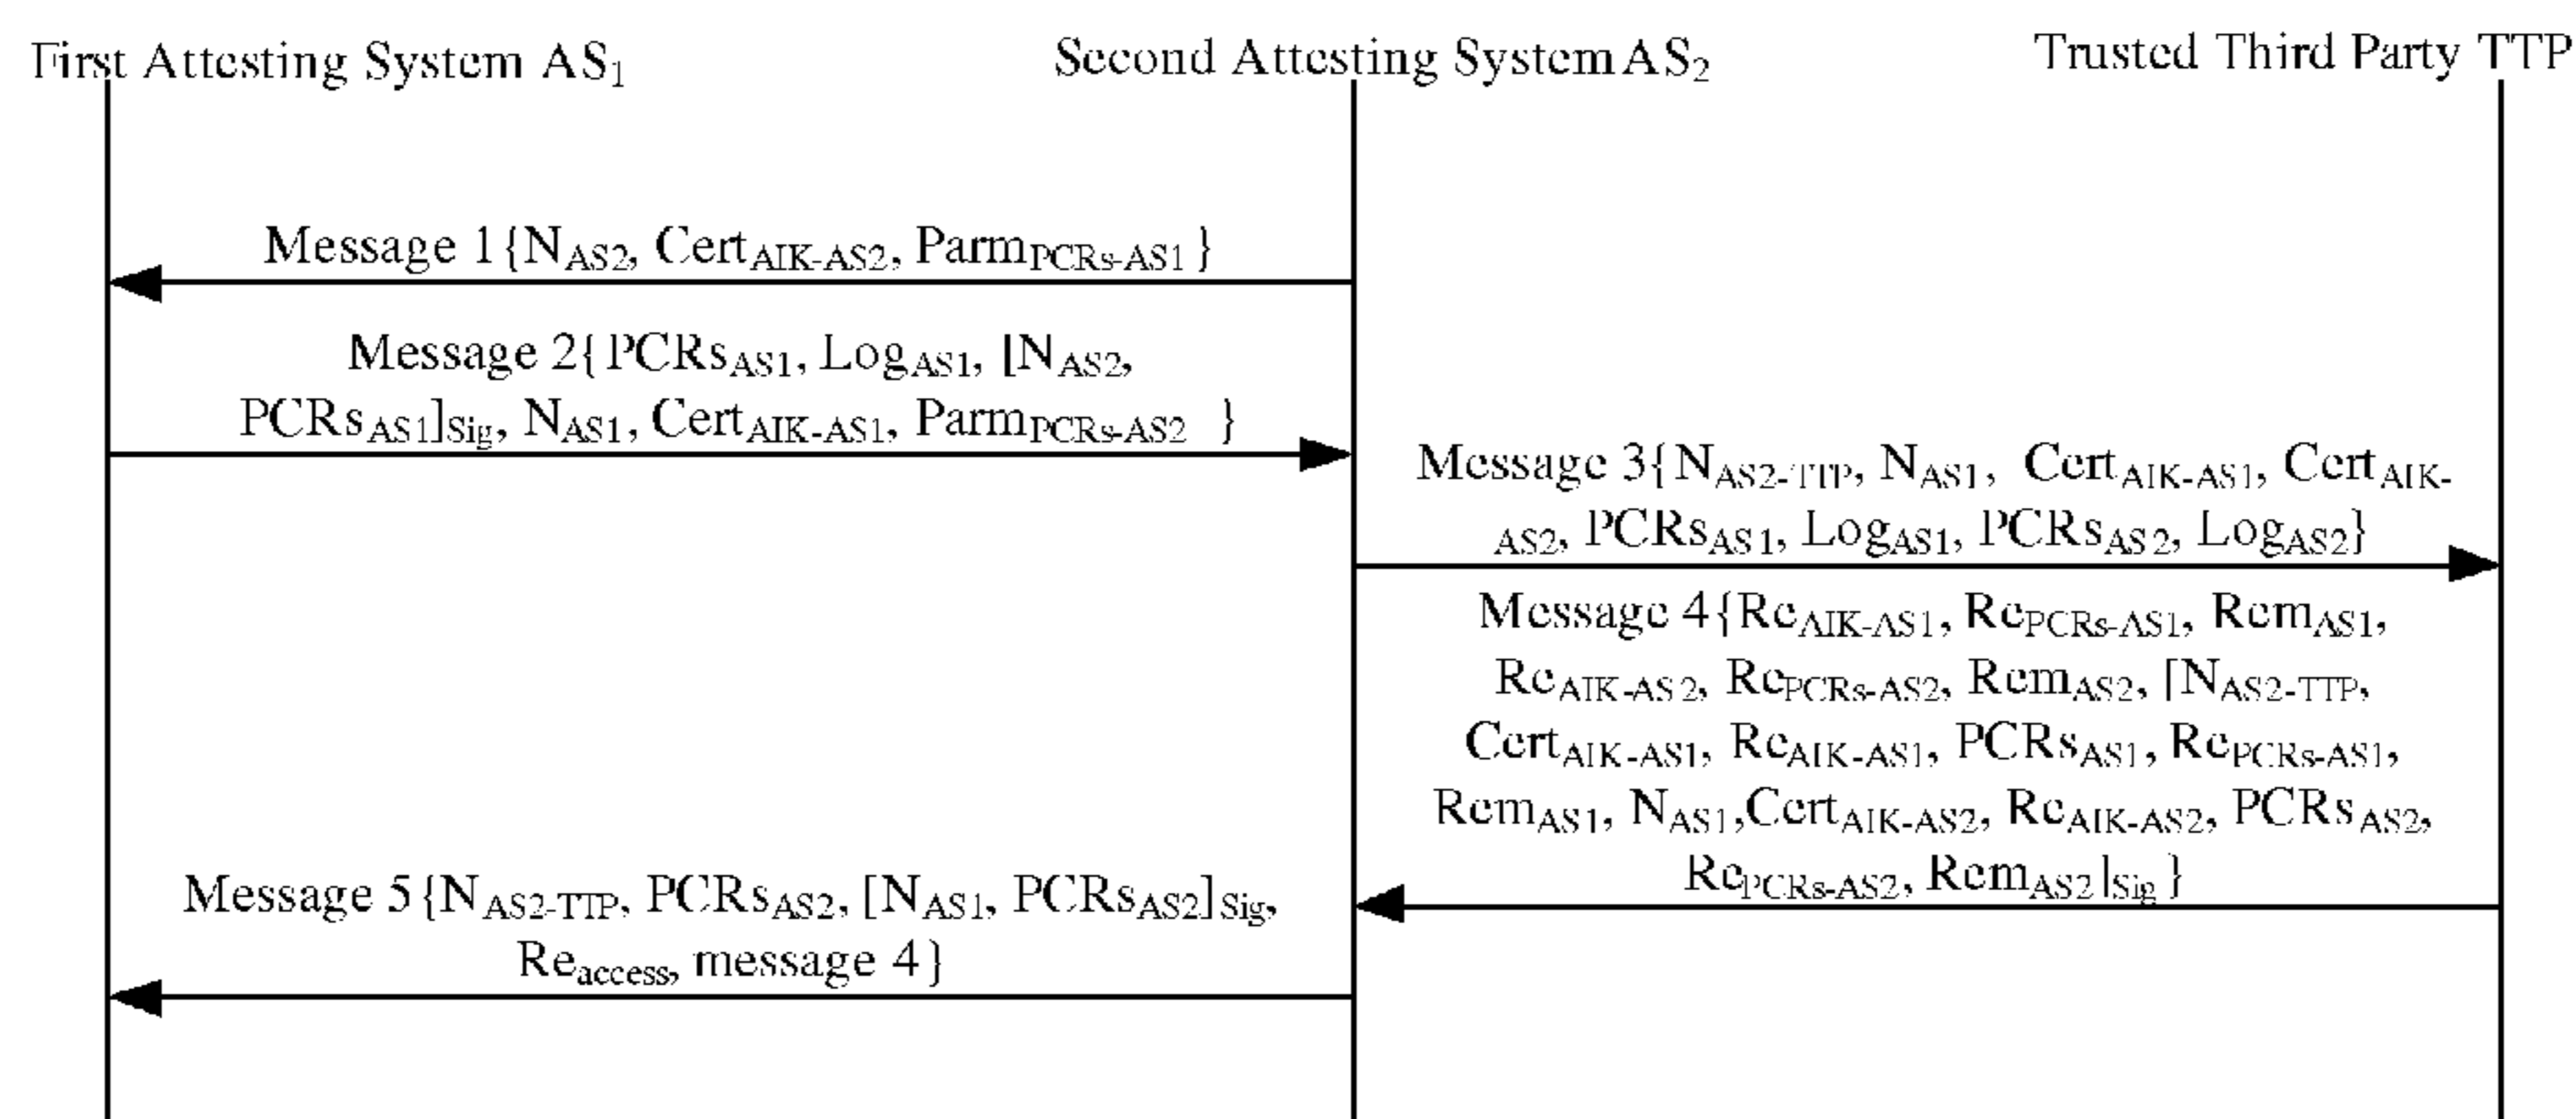 First Attesting System AS1
Second Attesting System AS2
Trusted Third Party TTP
Message 1{NAS2, CertAIK-AS2, ParmPCRs-AS1 }
Message 2{ PCRsAS1, LogAS1, [NAS2,
PCRsAS1]Sig, NAS1, CertAIK-AS1, ParmPCRs-AS2 }
Message 3{ NAS2-TTP, NAS1, CertAIK-AS1, CertAIK-
AS2, PCRsAS1, LogAS1, PCRsAS2, LogAS2}
Message 4{ReAIK-AS1, RePCRs-AS1, RemAS1,
ReAIK-AS2, RePCRs-AS2, RemAS2, [NAS2-TTP,
CertAIK-AS1, ReAIK-AS1, PCRsAS1, RePCRs-AS1,
RemAS1, NAS1,CertAIK-AS2, ReAIK-AS2, PCRsAS2,
RePCRs-AS2, RemAS2]Sig }
Message 5{NAS2-TTP, PCRsAS2, [NAS1, PCRsAS2]Sig,
Reaccess, message 4}